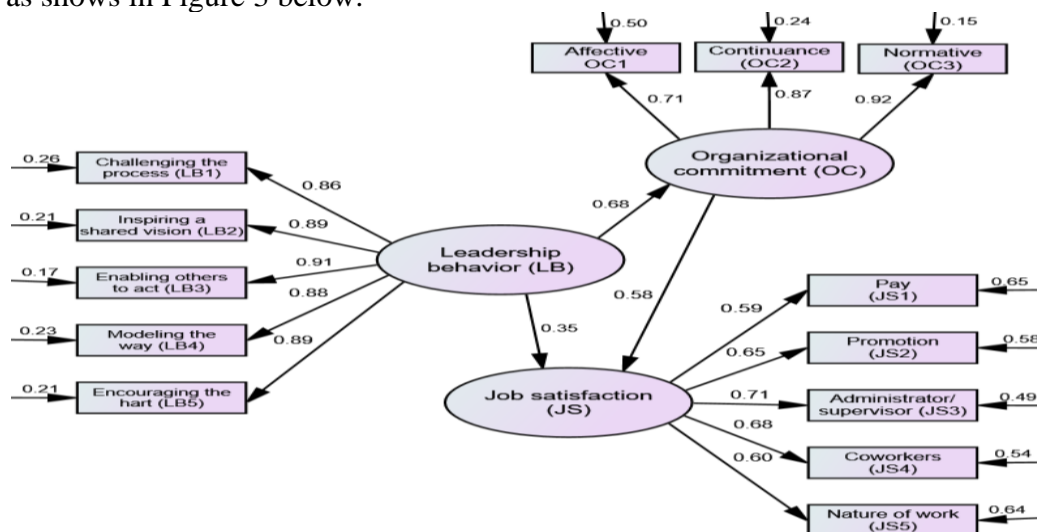 as shows in Figure 3 below.
0.50
0.24
0.15
Affective
OC1
Continuance
(OC2)
Normative
(OC3)
0.71
0.87
0.92
Organizational
commitment (OC)
0.26
Challenging the
process (LB1)
0.86
0.68
0.21
Inspiring a
shared vision (LB2)
0.89
Leadership
behavior (LB)
0.17
Enabling others
to act (LB3)
0.91
0.88
0.58
0.59
Pay
(JS1)
0.65
0.23
Modeling the
way (LB4)
0.89
0.35
0.65
Promotion
(JS2)
0.58
0.21
Encouraging the
hart (LB5)
Job satisfaction
(JS)
0.71
Administrator/
supervisor (JS3)
0.49
0.68
Coworkers
(JS4)
0.54
0.60
Nature of work
(JS5)
0.64